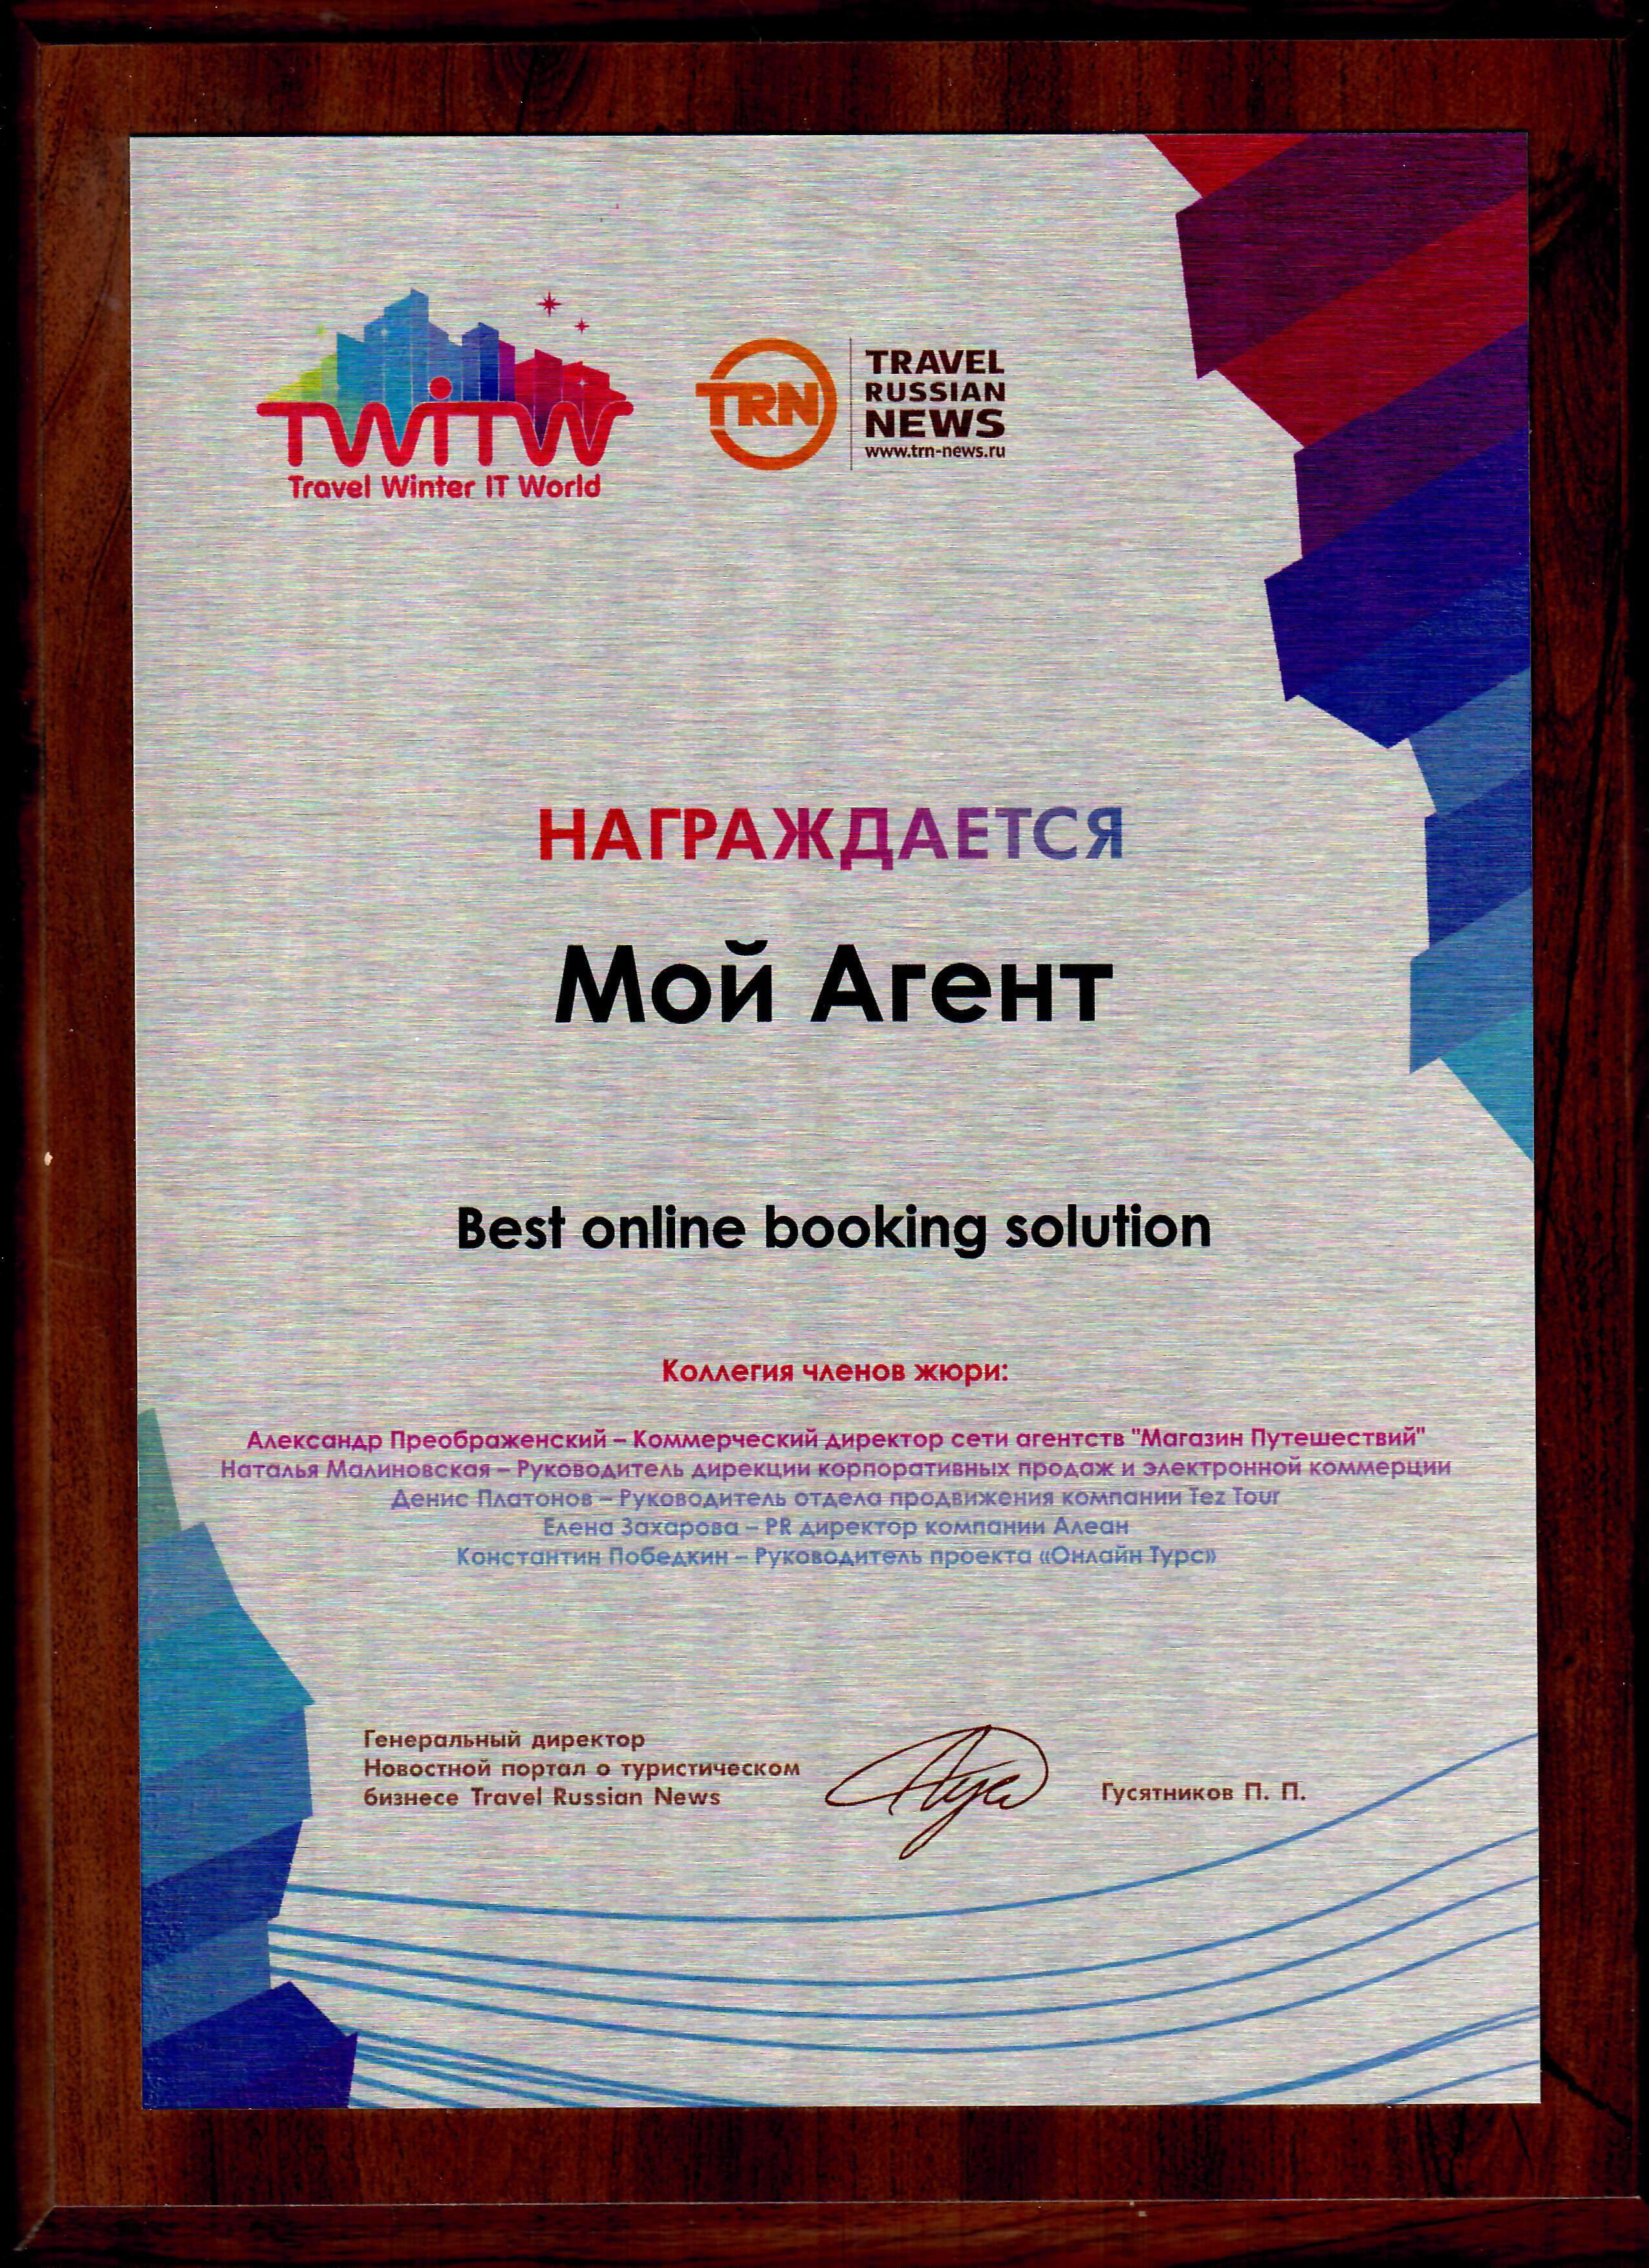 TWITW
Travel Winter IT World
TRN
TRAVEL
RUSSIAN
NEWS
www.trn-news.ru
НАГРАЖДАЕТСЯ
Мой Агент
Best online booking solution
Коллегия членов жюри:
Александр Преображенский – Коммерческий директор сети агентств "Магазин Путешествий"
Наталья Малиновская – Руководитель дирекции корпоративных продаж и электронной коммерции
Денис Платонов – Руководитель отдела продвижения компании Tez Tour
Елена Захарова – PR директор компании Алеан
Константин Победкин – Руководитель проекта «Онлайн Турс»
Генеральный директор
Новостной портал о туристическом
бизнесе Travel Russian News
Гусятников П. П.